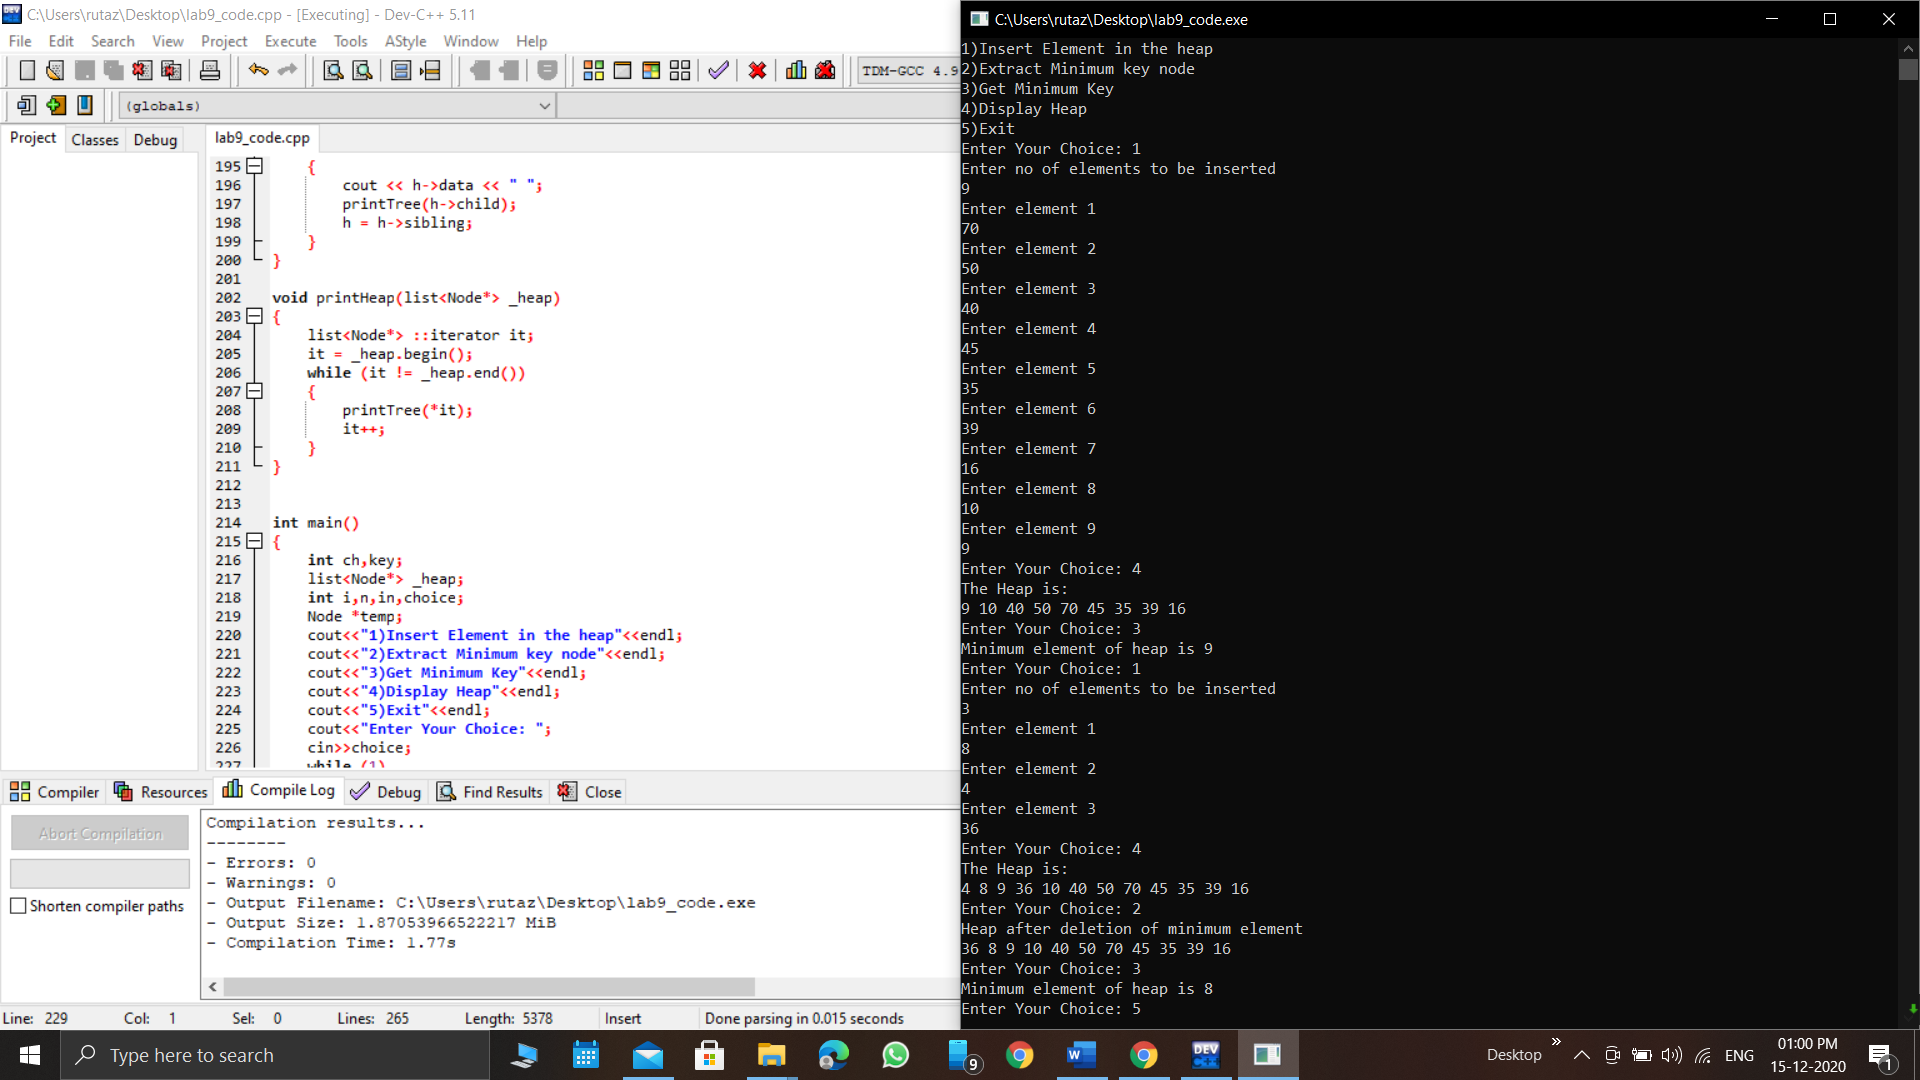 C:\Users\rutaz\Desktop\lab9_code.cpp - [Executing] - Dev-C++ 5.11
File Edit Search View Project Execute Tools AStyle Window Help
TDM-GCC 4.9
(globals)
Project Classes Debug
lab9_code.cpp
195 {
196 cout << h->data << " ";
197 printTree(h->child);
198 h = h->sibling;
199 }
200 }
201
202 void printHeap(list<Node*> _heap)
203 {
204 list<Node*> ::iterator it;
205 it = _heap.begin();
206 while (it != _heap.end())
207 {
208 printTree(*it);
209 it++;
210 }
211 }
212
213
214 int main()
215 {
216 int ch,key;
217 list<Node*> _heap;
218 int i,n,in,choice;
219 Node *temp;
220 cout<<"1)Insert Element in the heap"<<endl;
221 cout<<"2)Extract Minimum key node"<<endl;
222 cout<<"3)Get Minimum Key"<<endl;
223 cout<<"4)Display Heap"<<endl;
224 cout<<"5)Exit"<<endl;
225 cout<<"Enter Your Choice: ";
226 cin>>choice;
227 while (1)
Compiler Resources Compile Log Debug Find Results Close
Abort Compilation
Shorten compiler paths
Compilation results...
--------
- Errors: 0
- Warnings: 0
- Output Filename: C:\Users\rutaz\Desktop\lab9_code.exe
- Output Size: 1.87053966522217 MiB
- Compilation Time: 1.77s
Line: 229 Col: 1 Sel: 0 Lines: 265 Length: 5378 Insert Done parsing in 0.015 seconds
C:\Users\rutaz\Desktop\lab9_code.exe
1)Insert Element in the heap
2)Extract Minimum key node
3)Get Minimum Key
4)Display Heap
5)Exit
Enter Your Choice: 1
Enter no of elements to be inserted
9
Enter element 1
70
Enter element 2
50
Enter element 3
40
Enter element 4
45
Enter element 5
35
Enter element 6
39
Enter element 7
16
Enter element 8
10
Enter element 9
9
Enter Your Choice: 4
The Heap is:
9 10 40 50 70 45 35 39 16
Enter Your Choice: 3
Minimum element of heap is 9
Enter Your Choice: 1
Enter no of elements to be inserted
3
Enter element 1
8
Enter element 2
4
Enter element 3
36
Enter Your Choice: 4
The Heap is:
4 8 9 36 10 40 50 70 45 35 39 16
Enter Your Choice: 2
Heap after deletion of minimum element
36 8 9 10 40 50 70 45 35 39 16
Enter Your Choice: 3
Minimum element of heap is 8
Enter Your Choice: 5
Type here to search
9
DEV
Desktop
ENG
01:00 PM
15-12-2020
1